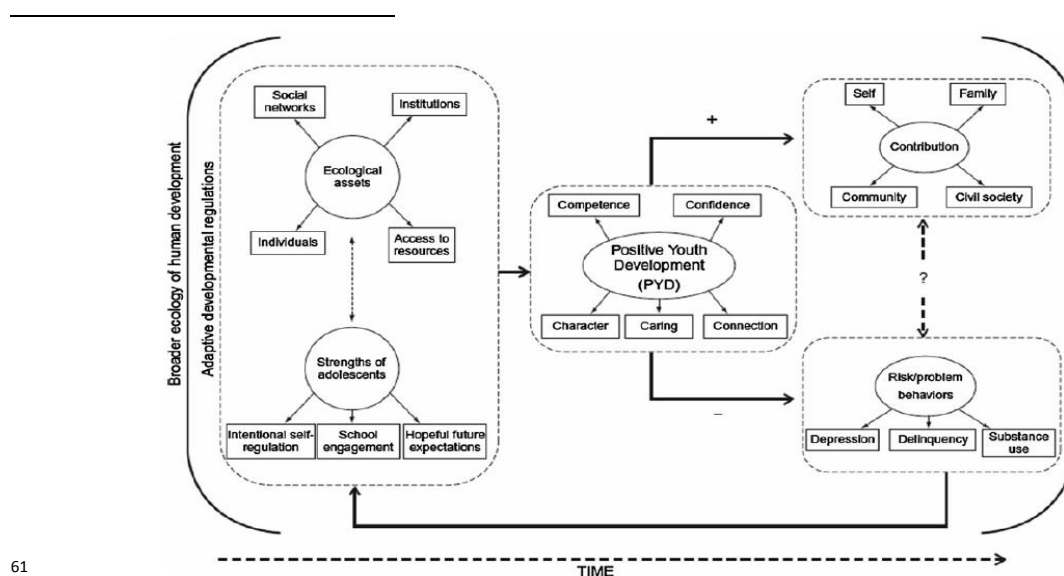 Broader ecology of human development
Adaptive developmental regulations
Social
networks
Institutions
Ecological
assets
Individuals
Access to
resources
Strengths of
adolescents
Intentional self-
regulation
School
engagement
Hopeful future
expectations
Competence
Confidence
Positive Youth
Development
(PYD)
Character
Caring
Connection
+
–
Self
Family
Contribution
Community
Civil society
?
Risk/problem
behaviors
Depression
Delinquency
Substance
use
TIME
61